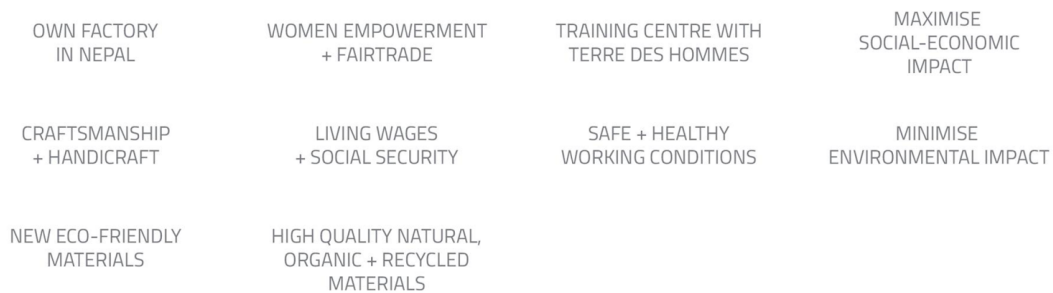 OWN FACTORY
IN NEPAL
WOMEN EMPOWERMENT
+ FAIRTRADE
TRAINING CENTRE WITH
TERRE DES HOMMES
MAXIMISE
SOCIAL-ECONOMIC
IMPACT
CRAFTSMANSHIP
+ HANDICRAFT
LIVING WAGES
+ SOCIAL SECURITY
SAFE + HEALTHY
WORKING CONDITIONS
MINIMISE
ENVIRONMENTAL IMPACT
NEW ECO-FRIENDLY
MATERIALS
HIGH QUALITY NATURAL,
ORGANIC + RECYCLED
MATERIALS